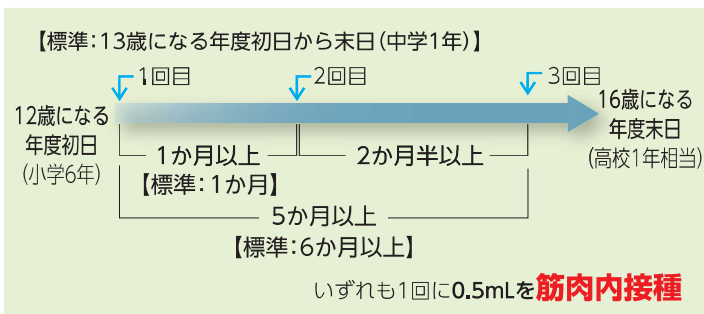 【標準：13歳になる年度初日から末日（中学1年）】
1回目
2回目
3回目
12歳になる
年度初日
（小学6年）
16歳になる
年度末日
（高校1年相当）
1か月以上
【標準：1か月】
2か月半以上
5か月以上
【標準：6か月以上】
いずれも1回に0.5mLを筋肉内接種